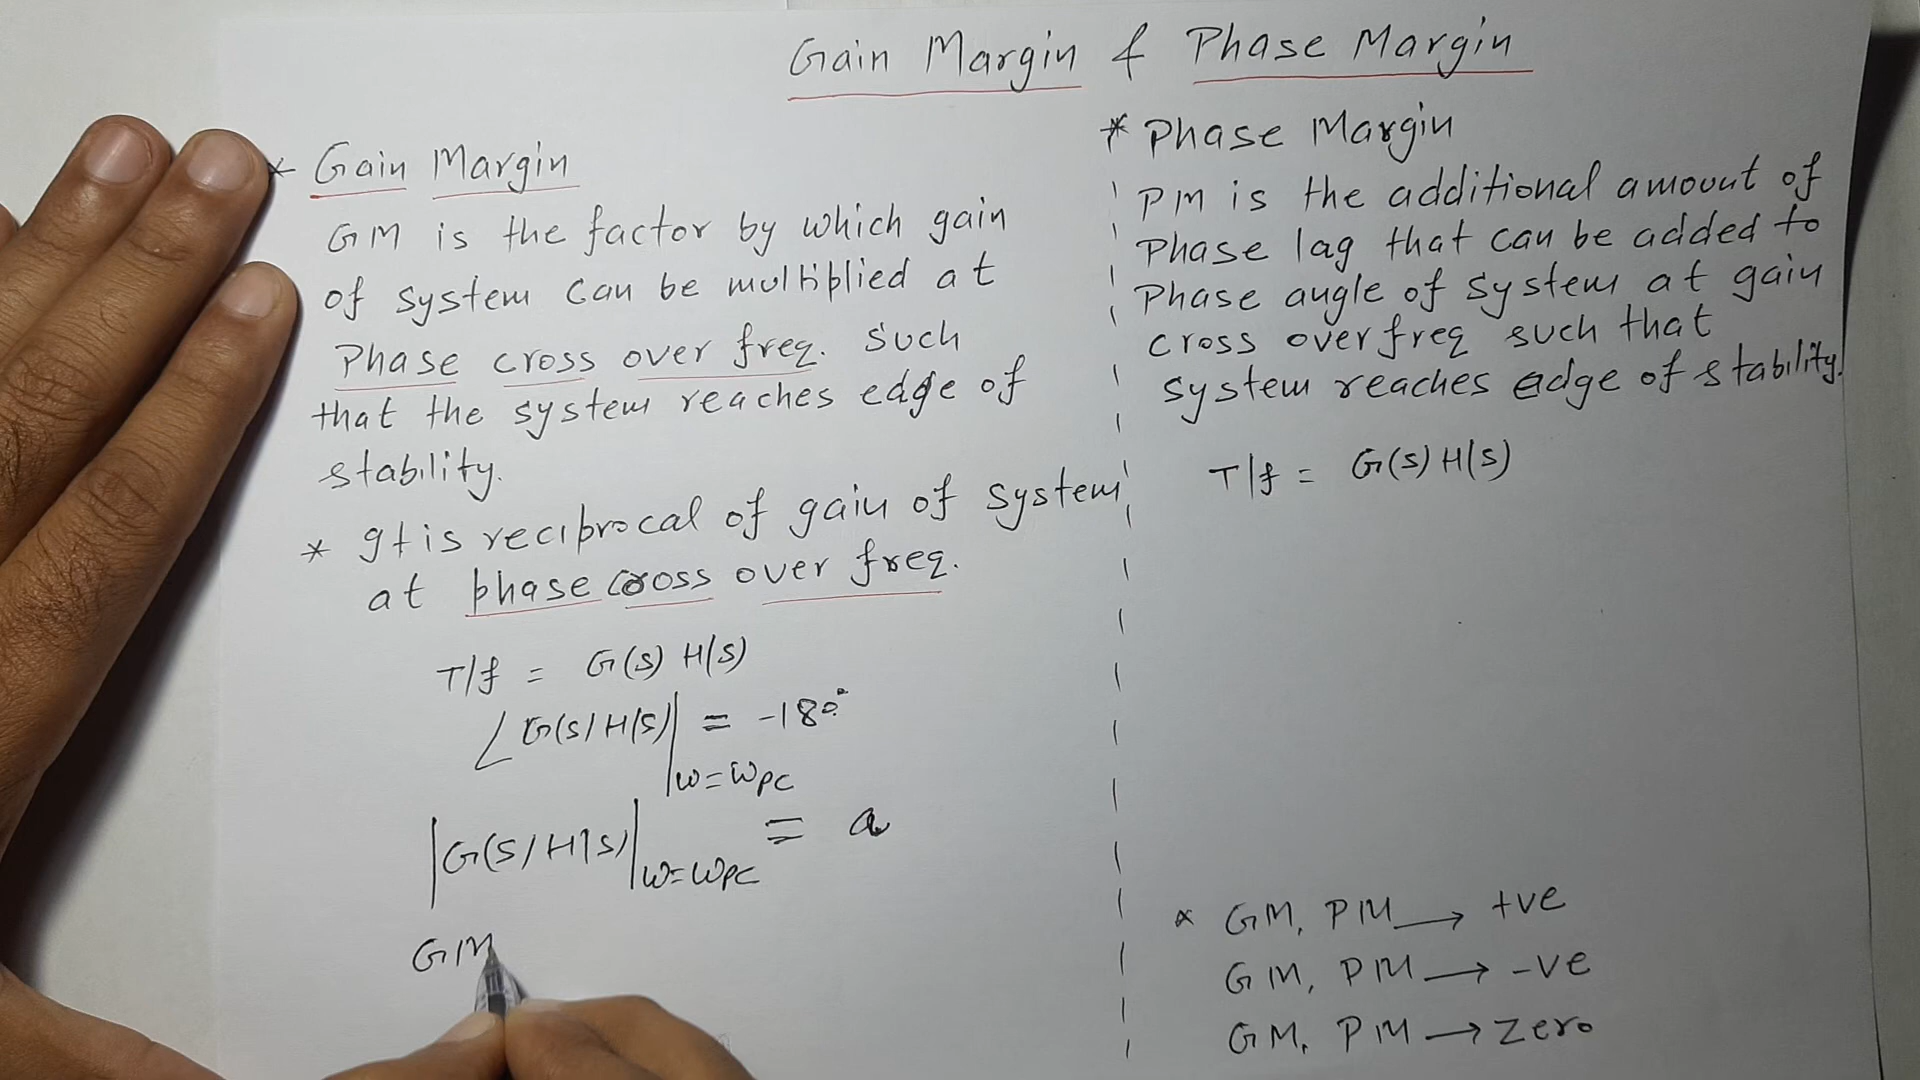 Gain Margin & Phase Margin
* Gain Margin
GM is the factor by which gain
of system can be multiplied at
Phase cross over freq. such
that the system reaches edge of
stability.
* It is reciprocal of gain of system
at phase cross over freq.
T/f = G(s) H(s)
∠G(s) H(s)|ω=ωpc = -180°
|G(s) H(s)|ω=ωpc = a
GM
* Phase Margin
PM is the additional amount of
Phase lag that can be added to
Phase angle of system at gain
cross over freq such that
system reaches edge of stability.
T/f = G(s) H(s)
* GM, PM → +ve
GM, PM → -ve
GM, PM → Zero